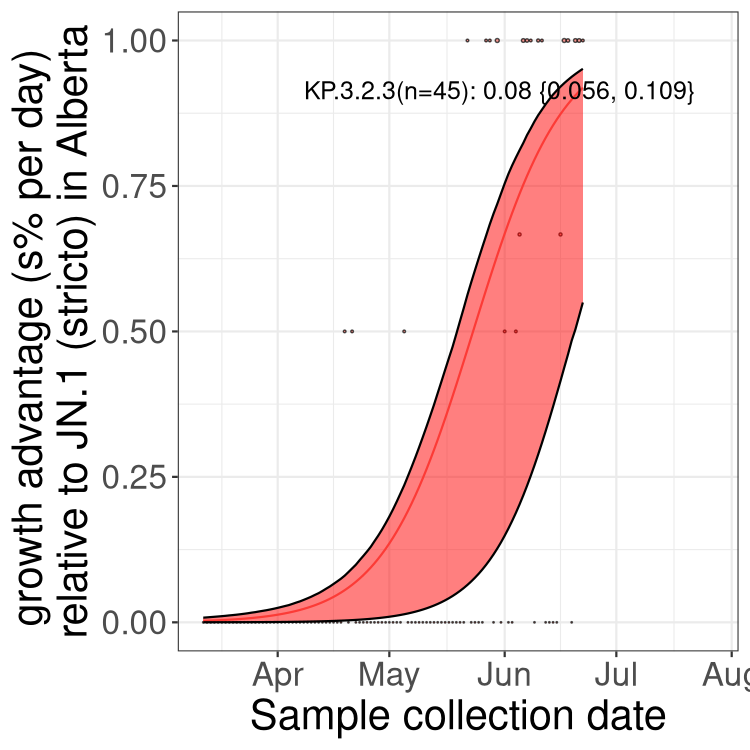 growth advantage (s% per day)
relative to JN.1 (stricto) in Alberta
1.00
0.75
0.50
0.25
0.00
KP.3.2.3(n=45): 0.08 {0.056, 0.109}
Apr May Jun Jul Aug
Sample collection date